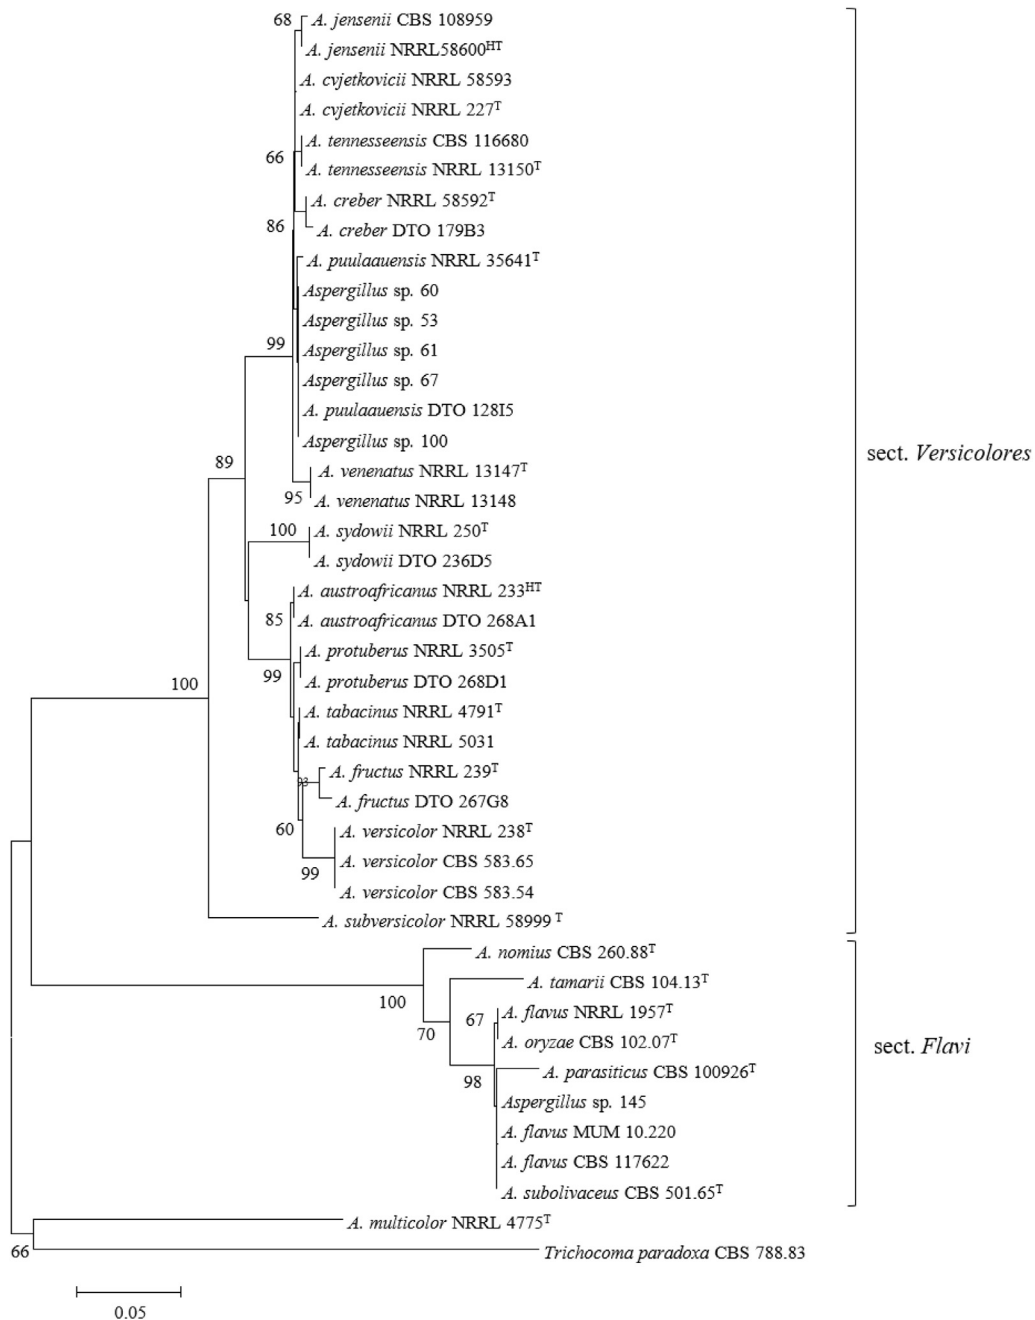 68
A. jensenii CBS 108959
A. jensenii NRRL58600HT
A. cvjetkovicii NRRL 58593
A. cvjetkovicii NRRL 227T
A. tennesseensis CBS 116680
66
A. tennesseensis NRRL 13150T
A. creber NRRL 58592T
86
A. creber DTO 179B3
A. puulaauensis NRRL 35641T
Aspergillus sp. 60
Aspergillus sp. 53
99
Aspergillus sp. 61
Aspergillus sp. 67
A. puulaauensis DTO 128I5
Aspergillus sp. 100
sect. Versicolores
89
A. venenatus NRRL 13147T
95
A. venenatus NRRL 13148
100
A. sydowii NRRL 250T
A. sydowii DTO 236D5
A. austroafricanus NRRL 233HT
85
A. austroafricanus DTO 268A1
A. protuberus NRRL 3505T
99
100
A. protuberus DTO 268D1
A. tabacinus NRRL 4791T
A. tabacinus NRRL 5031
A. fructus NRRL 239T
93
A. fructus DTO 267G8
60
A. versicolor NRRL 238T
A. versicolor CBS 583.65
99
A. versicolor CBS 583.54
A. subversicolor NRRL 58999 T
A. nomius CBS 260.88T
A. tamarii CBS 104.13T
100
67
A. flavus NRRL 1957T
70
A. oryzae CBS 102.07T
sect. Flavi
A. parasiticus CBS 100926T
98
Aspergillus sp. 145
A. flavus MUM 10.220
A. flavus CBS 117622
A. subolivaceus CBS 501.65T
A. multicolor NRRL 4775T
66
Trichocoma paradoxa CBS 788.83
0.05